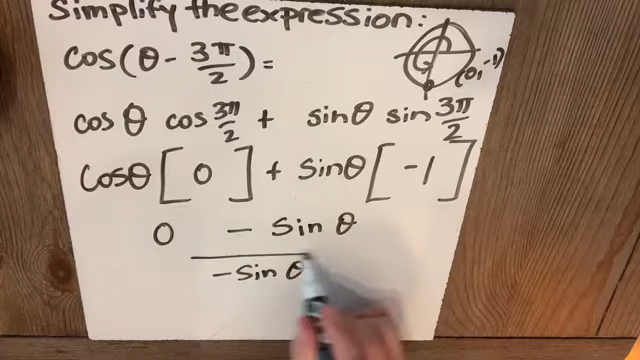 Simplify the expression:
cos(θ - 3π/2) =
(0, -1)
cos θ cos 3π/2 + sin θ sin 3π/2
cos θ [ 0 ] + sin θ [ -1 ]
0 - sin θ
- sin θ